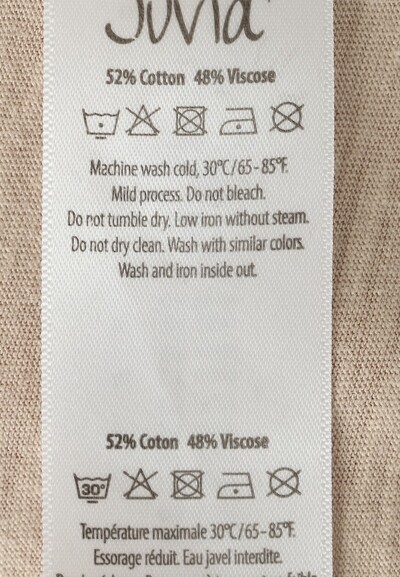 Juvia
52% Cotton 48% Viscose
Machine wash cold, 30°C/65-85°F.
Mild process. Do not bleach.
Do not tumble dry. Low iron without steam.
Do not dry clean. Wash with similar colors.
Wash and iron inside out.
52% Coton 48% Viscose
30°
Température maximale 30°C/65-85°F.
Essorage réduit. Eau javel interdite.